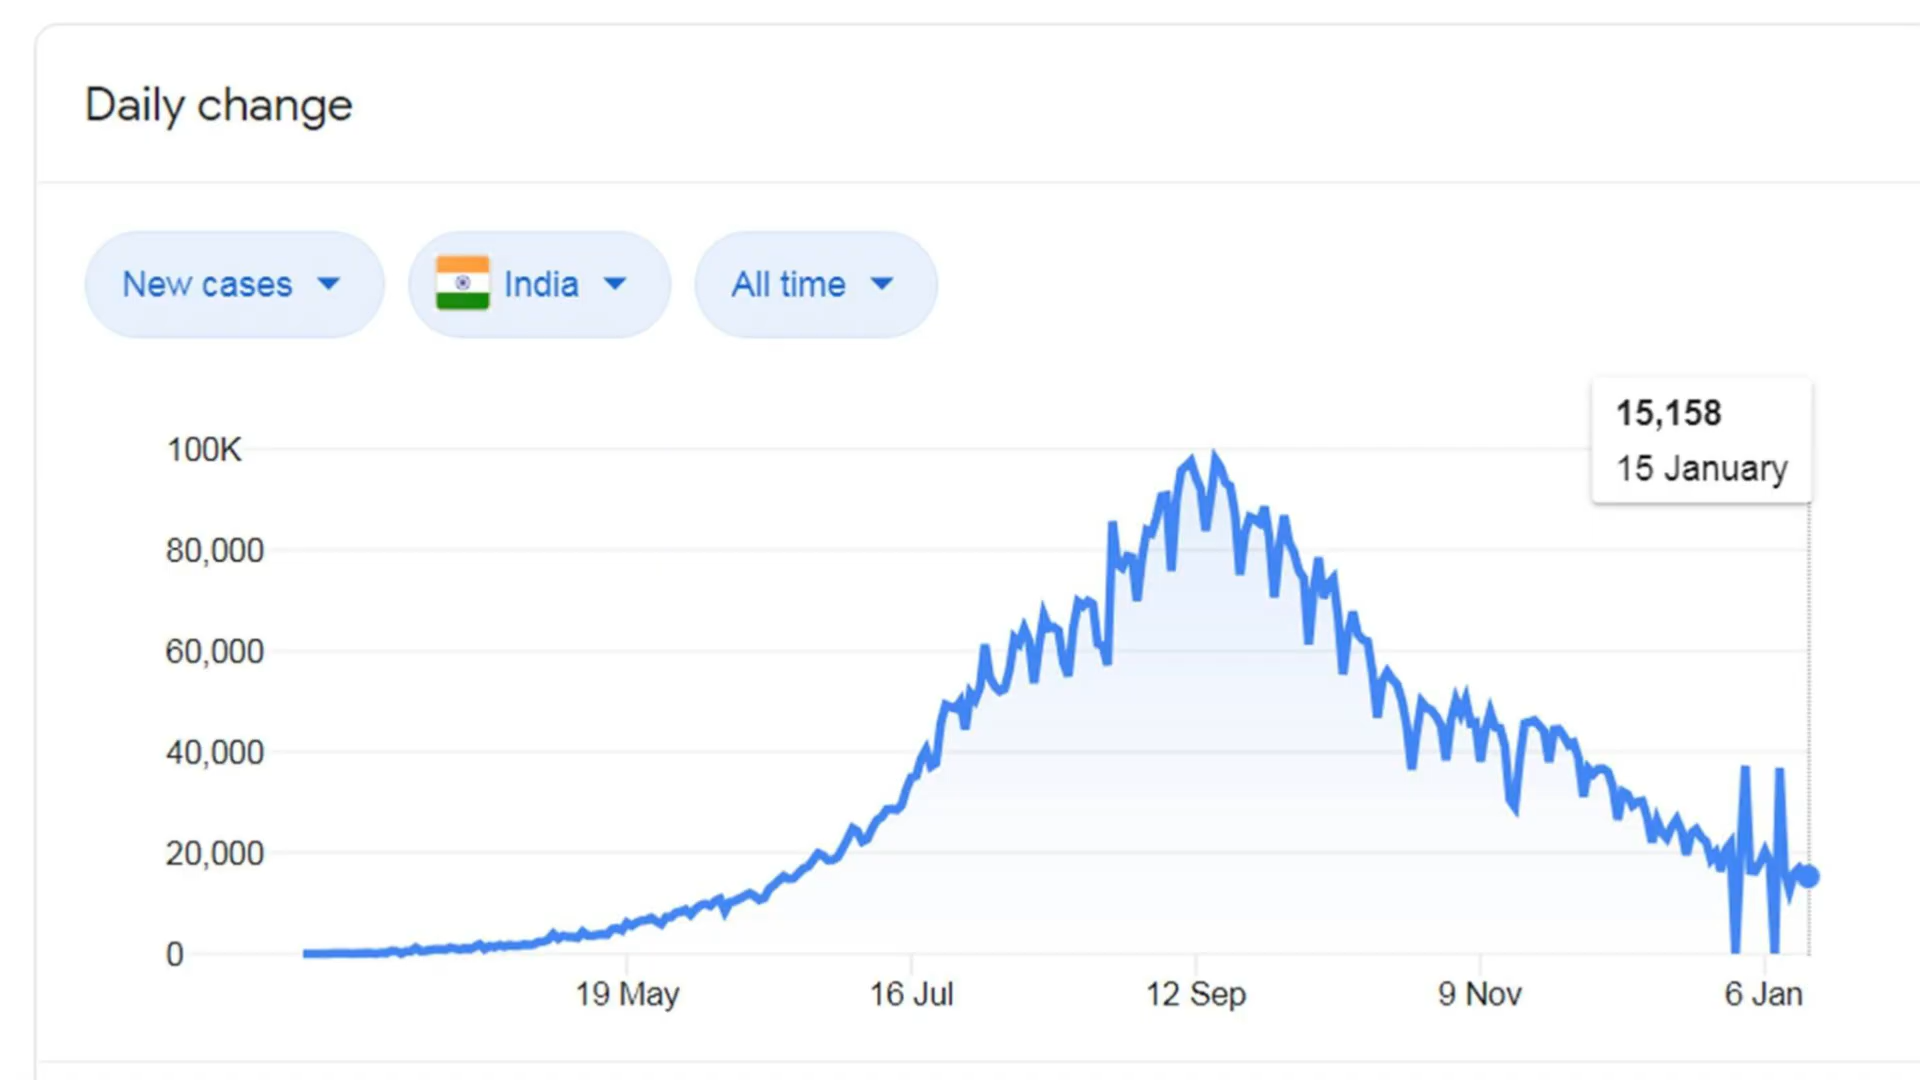 Daily change
New cases
India
All time
15,158
15 January
100K
80,000
60,000
40,000
20,000
0
19 May
16 Jul
12 Sep
9 Nov
6 Jan